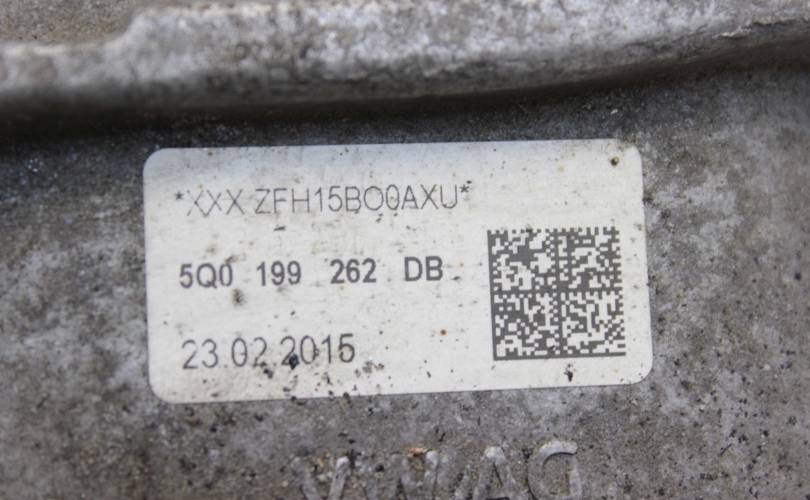 *XXX ZFH15BO0AXU*
5Q0 199 262 DB
23.02.2015